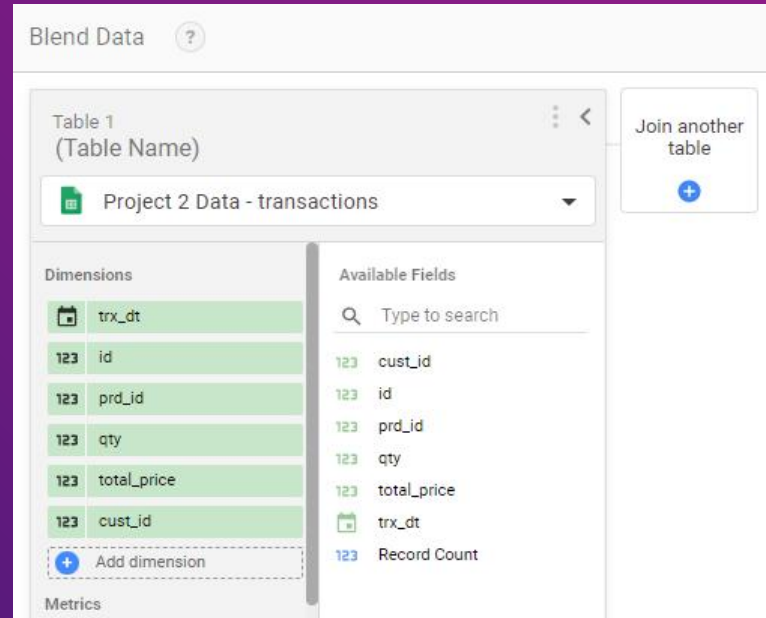 Blend Data ?
Table 1
(Table Name)
Project 2 Data - transactions
Dimensions
trx_dt
123 id
123 prd_id
123 qty
123 total_price
123 cust_id
Add dimension
Metrics
Available Fields
Type to search
123 cust_id
123 id
123 prd_id
123 qty
123 total_price
trx_dt
123 Record Count
Join another
table